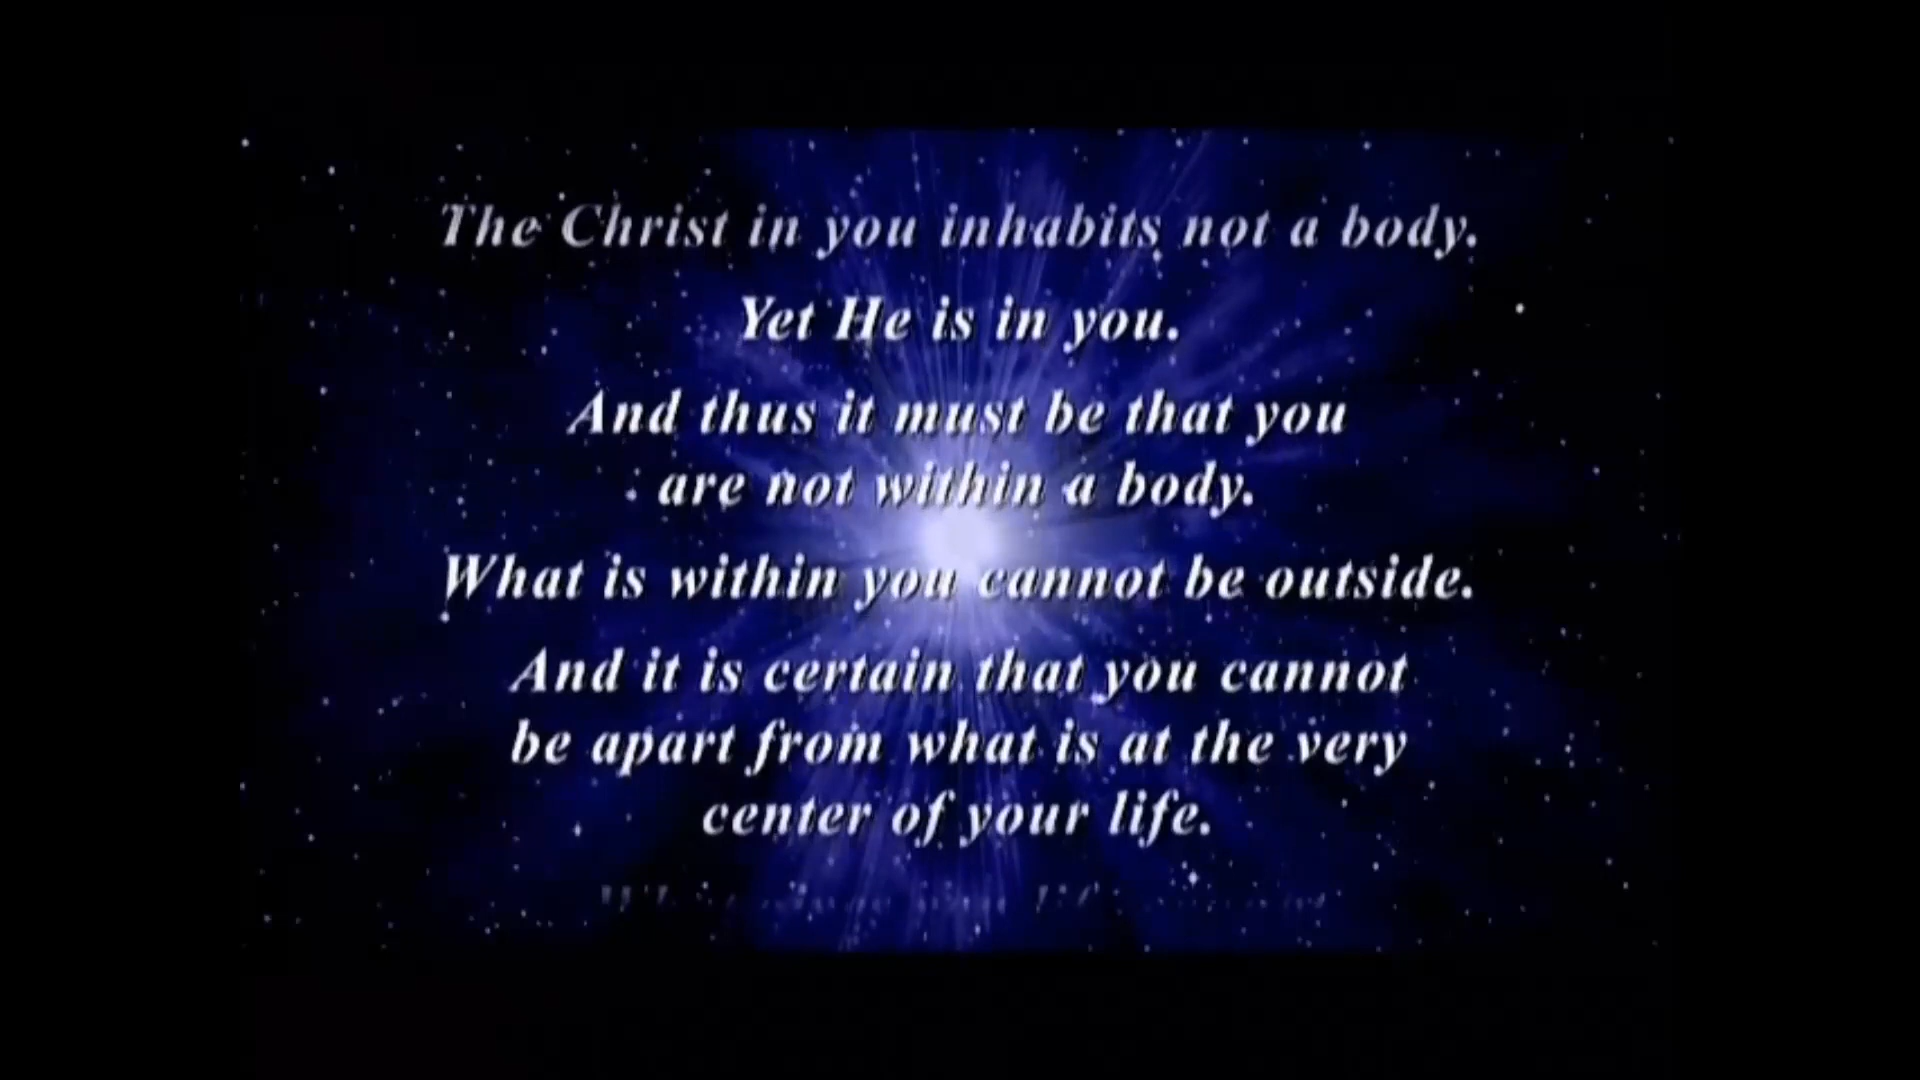 The Christ in you inhabits not a body.
Yet He is in you.
And thus it must be that you
are not within a body.
What is within you cannot be outside.
And it is certain that you cannot
be apart from what is at the very
center of your life.